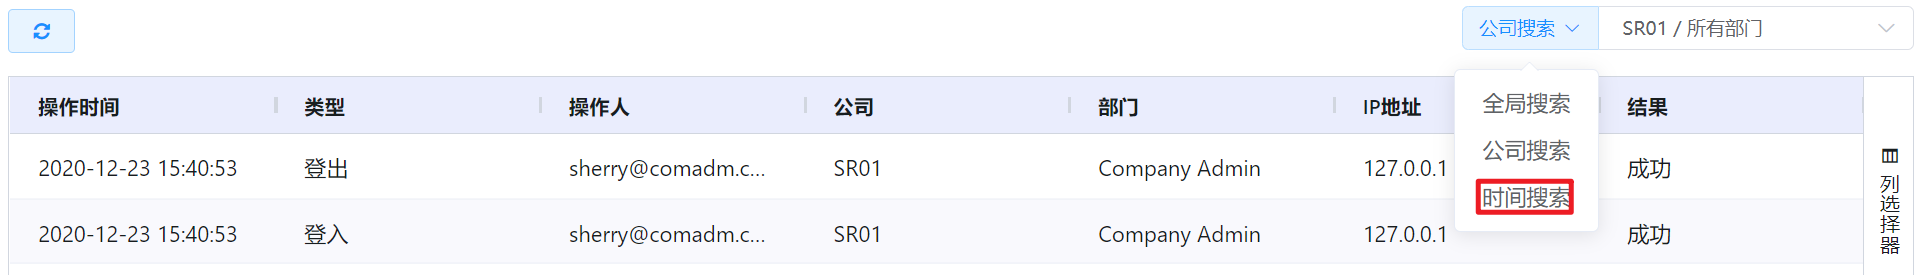 公司搜索 SR01 / 所有部门
全局搜索
公司搜索
时间搜索
操作时间 类型 操作人 公司 部门 IP地址 结果
2020-12-23 15:40:53 登出 sherry@comadm.c... SR01 Company Admin 127.0.0.1 成功
2020-12-23 15:40:53 登入 sherry@comadm.c... SR01 Company Admin 127.0.0.1 成功
列选择器